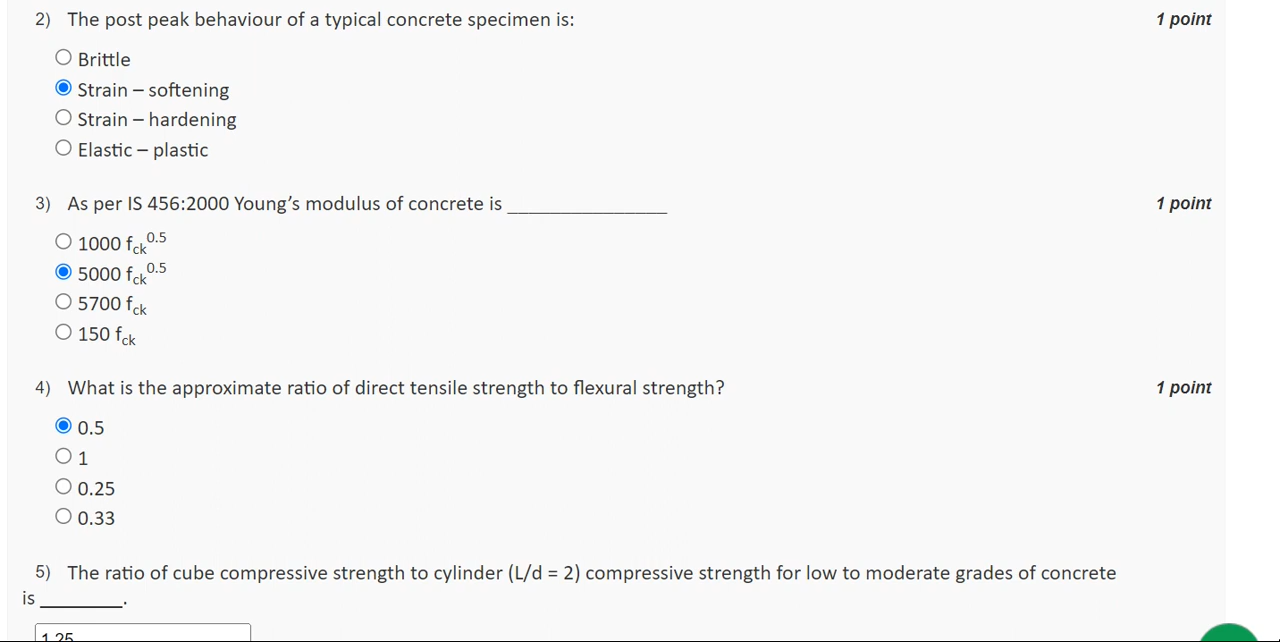 2) The post peak behaviour of a typical concrete specimen is: 1 point
Brittle
Strain – softening
Strain – hardening
Elastic – plastic
3) As per IS 456:2000 Young’s modulus of concrete is _______________ 1 point
1000 fck0.5
5000 fck0.5
5700 fck
150 fck
4) What is the approximate ratio of direct tensile strength to flexural strength? 1 point
0.5
1
0.25
0.33
5) The ratio of cube compressive strength to cylinder (L/d = 2) compressive strength for low to moderate grades of concrete
is ________.
1.25